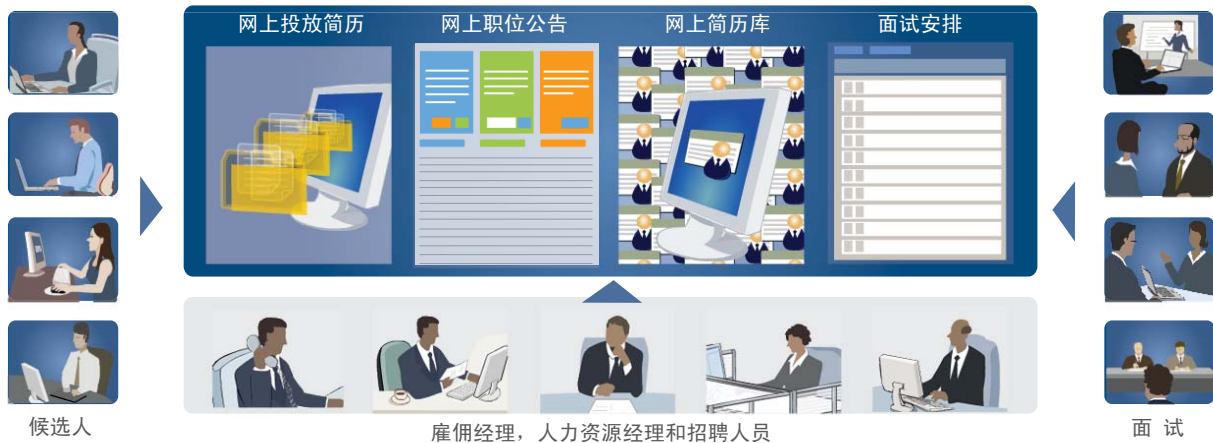 网上投放简历
网上职位公告
网上简历库
面试安排
候选人
雇佣经理，人力资源经理和招聘人员
面 试